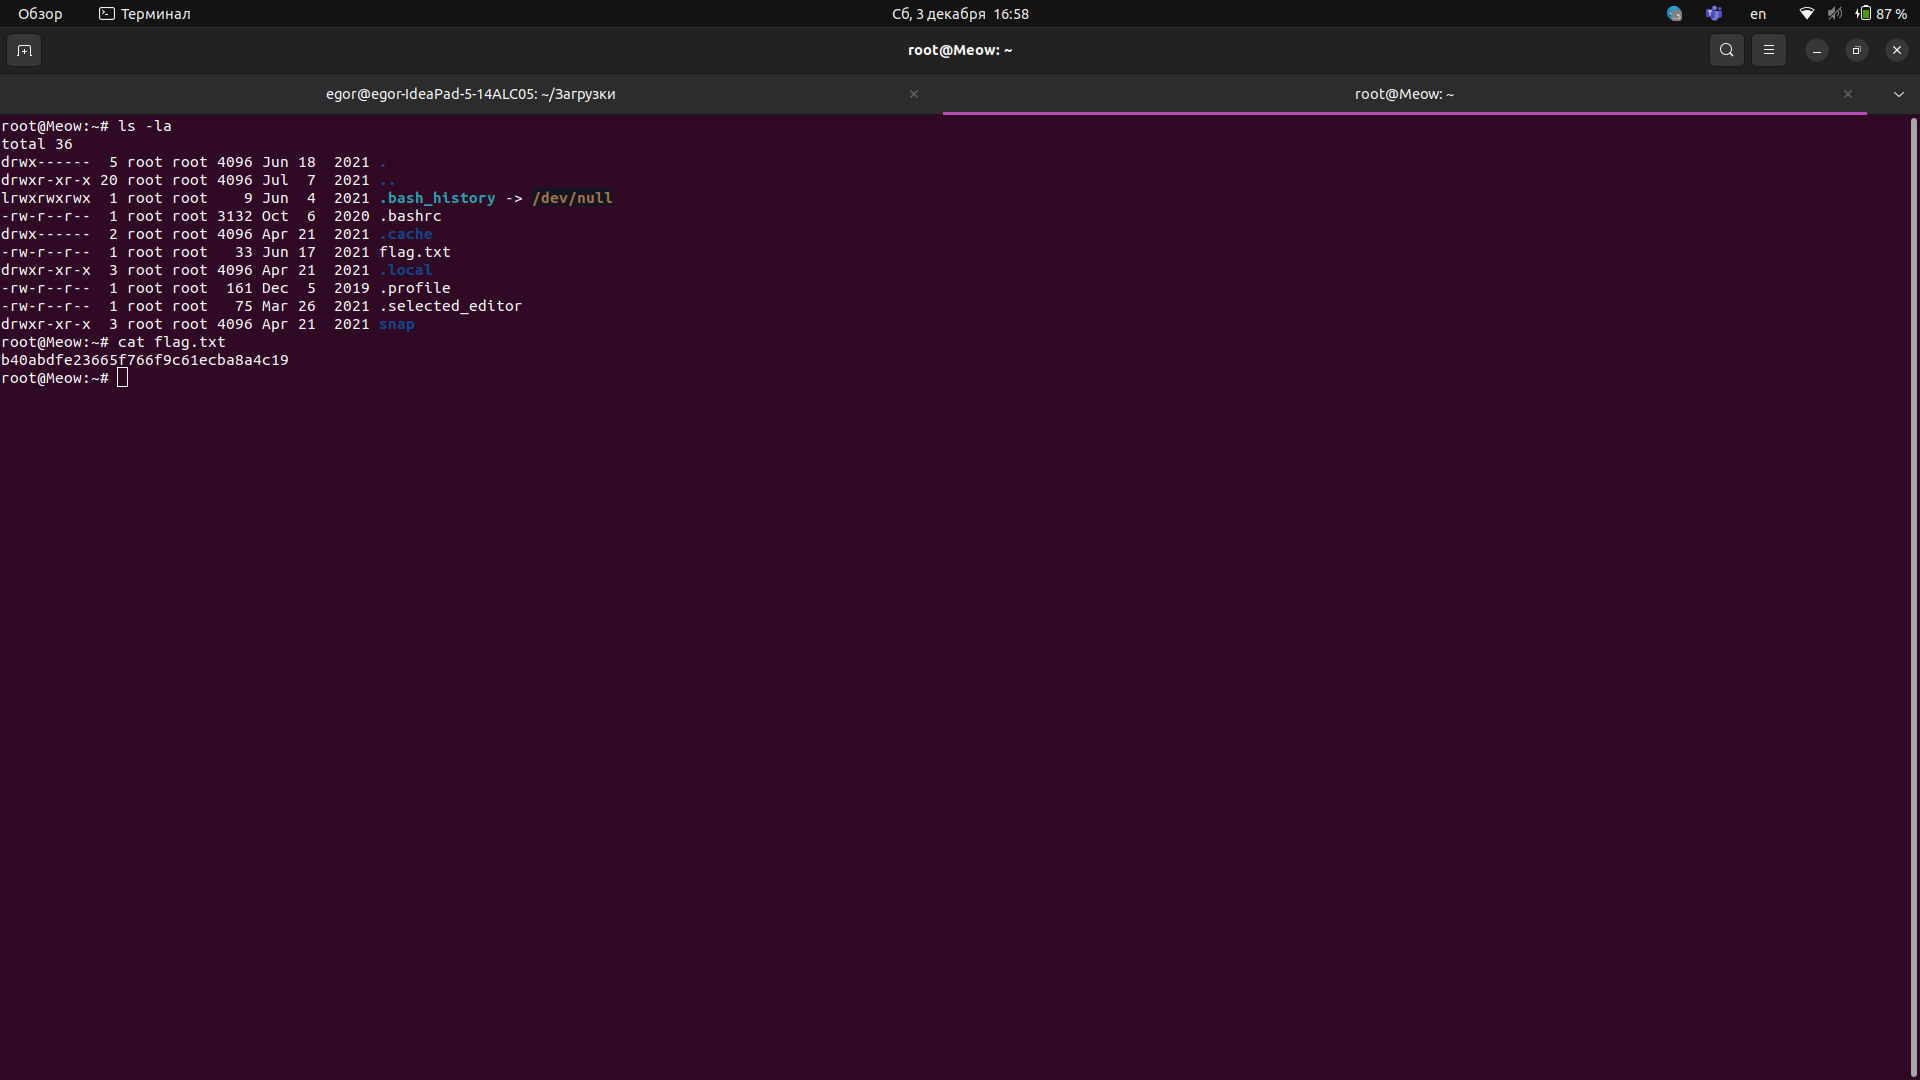 Обзор Терминал Сб, 3 декабря 16:58 en 87 %
root@Meow: ~
egor@egor-IdeaPad-5-14ALC05: ~/Загрузки root@Meow: ~
root@Meow:~# ls -la
total 36
drwx------  5 root root 4096 Jun 18  2021 .
drwxr-xr-x 20 root root 4096 Jul  7  2021 ..
lrwxrwxrwx  1 root root    9 Jun  4  2021 .bash_history -> /dev/null
-rw-r--r--  1 root root 3132 Oct  6  2020 .bashrc
drwx------  2 root root 4096 Apr 21  2021 .cache
-rw-r--r--  1 root root   33 Jun 17  2021 flag.txt
drwxr-xr-x  3 root root 4096 Apr 21  2021 .local
-rw-r--r--  1 root root  161 Dec  5  2019 .profile
-rw-r--r--  1 root root   75 Mar 26  2021 .selected_editor
drwxr-xr-x  3 root root 4096 Apr 21  2021 snap
root@Meow:~# cat flag.txt
b40abdfe23665f766f9c61ecba8a4c19
root@Meow:~#